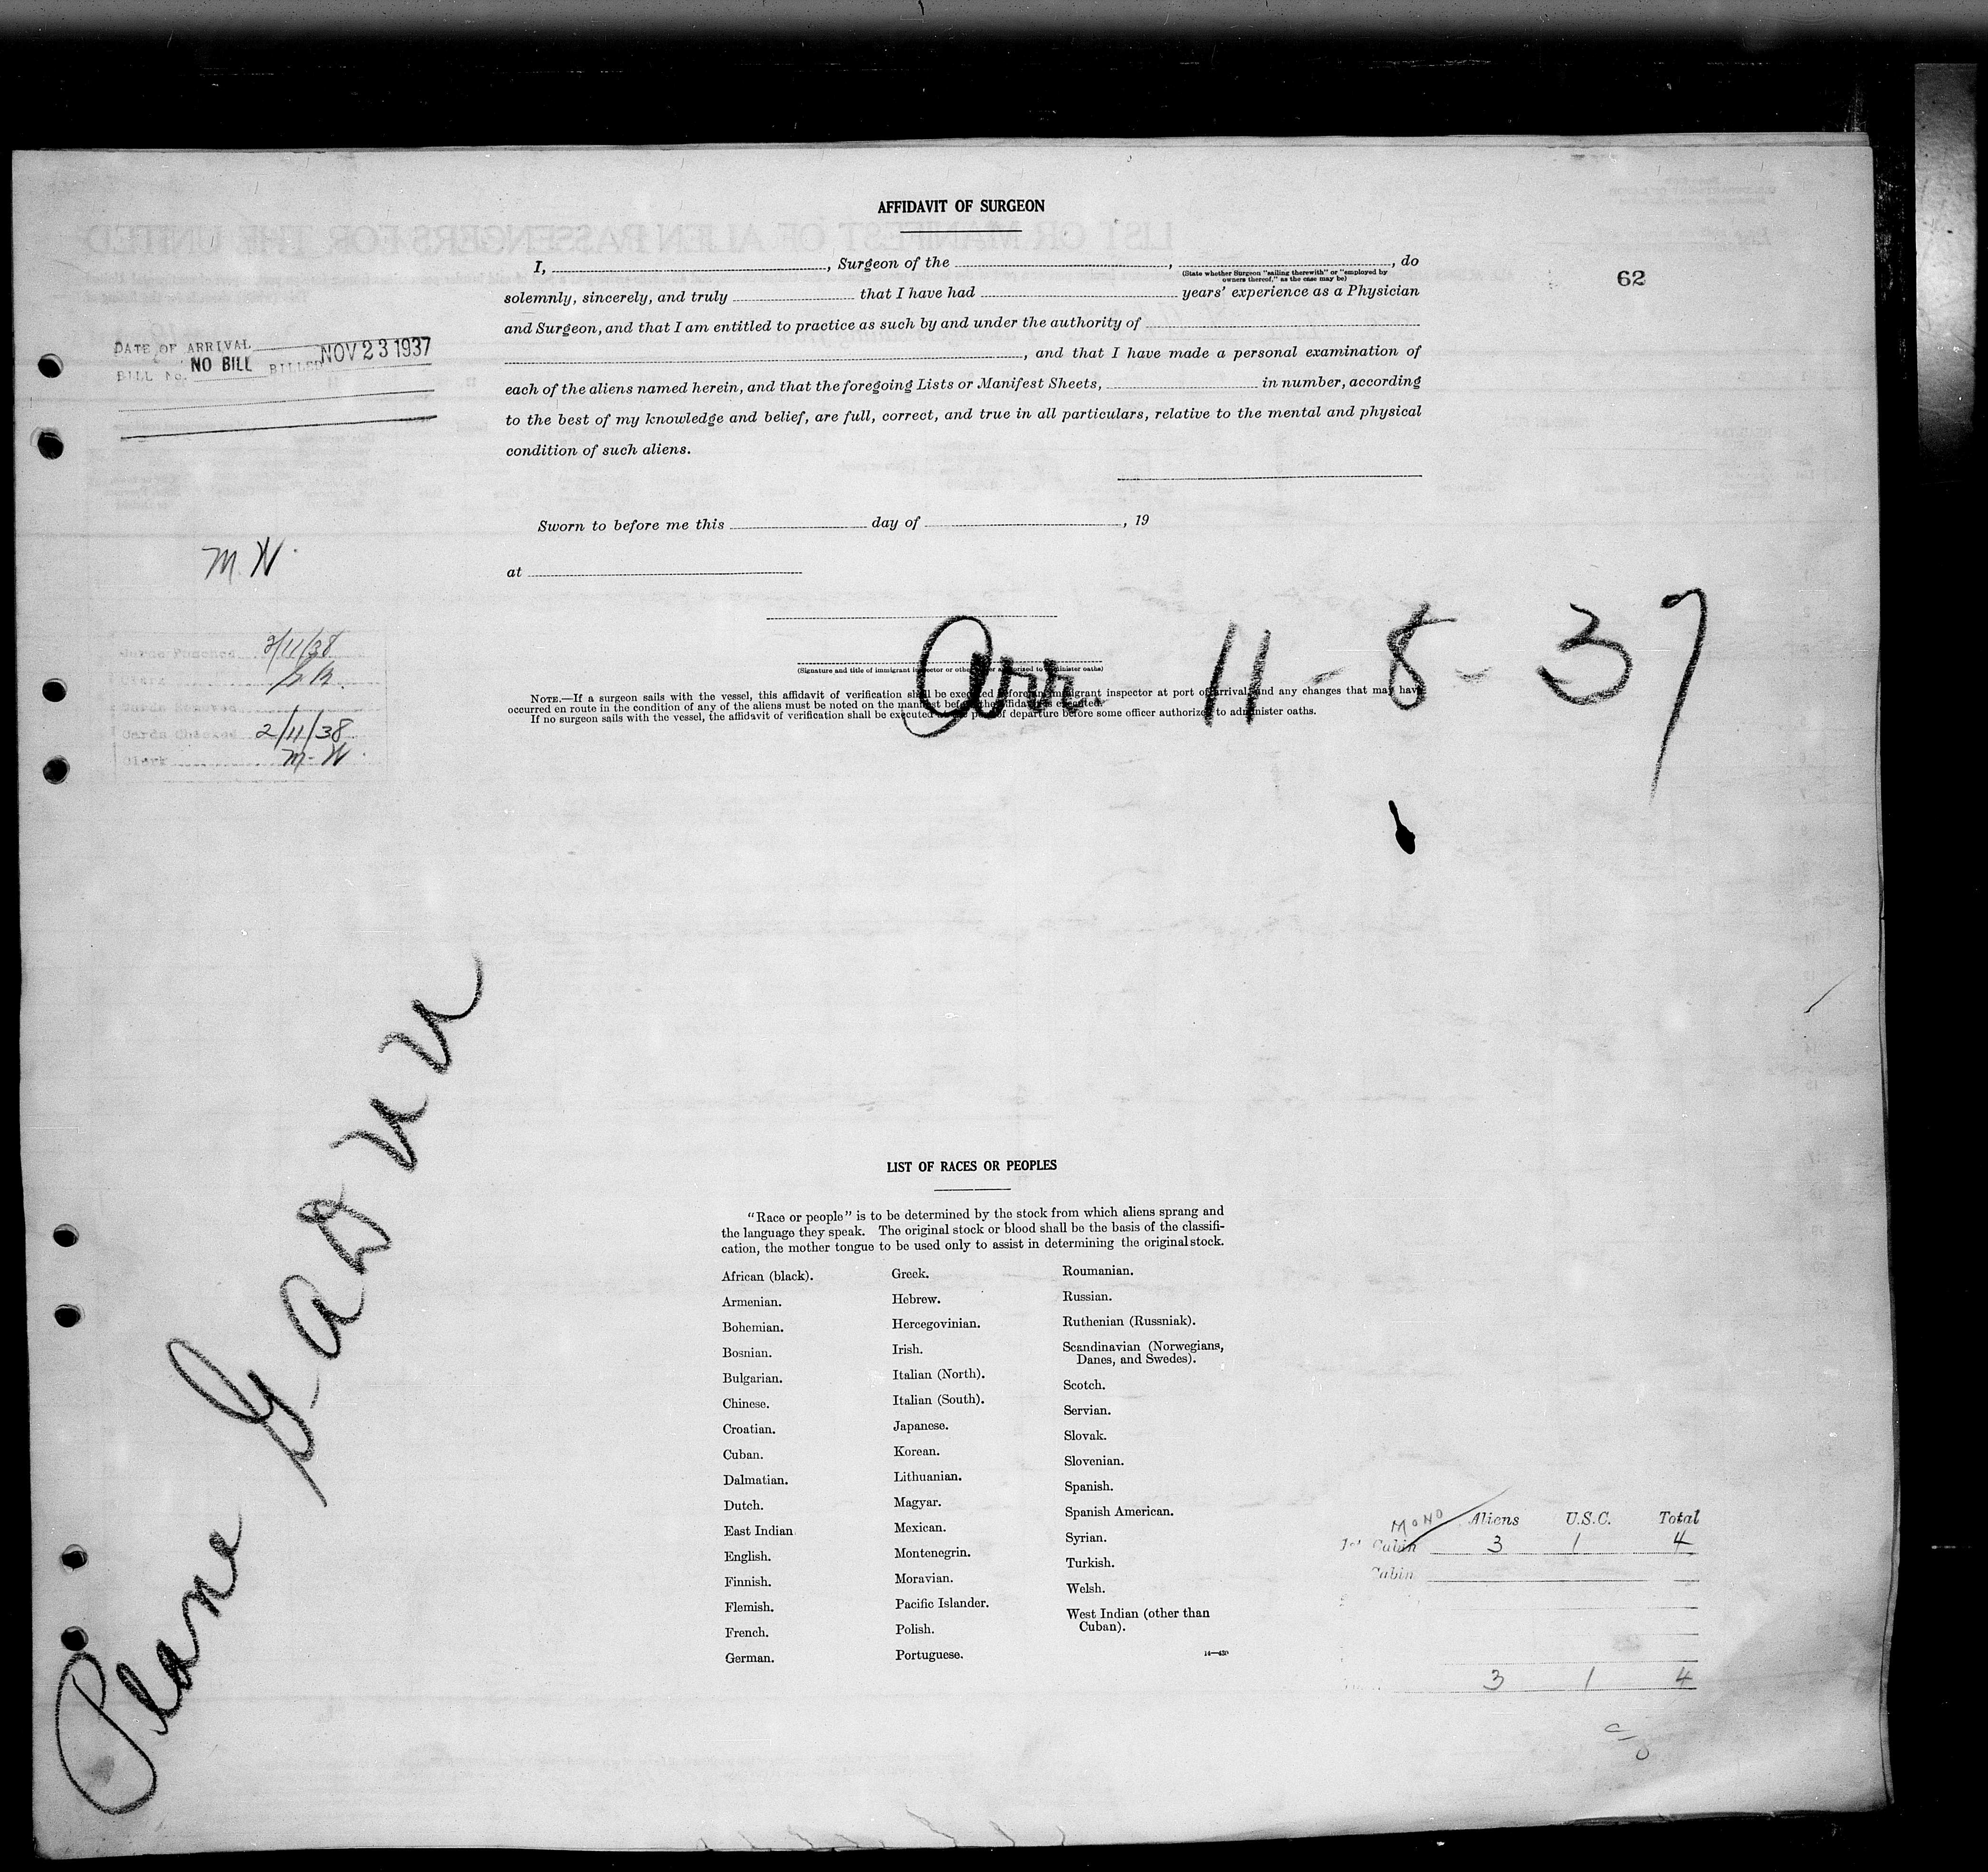 AFFIDAVIT OF SURGEON
I, , Surgeon of the , , do
(State whether Surgeon "sailing therewith" or "employed by
owners thereof," as the case may be)
62
solemnly, sincerely, and truly that I have had years' experience as a Physician
and Surgeon, and that I am entitled to practice as such by and under the authority of
, and that I have made a personal examination of
each of the aliens named herein, and that the foregoing Lists or Manifest Sheets, in number, according
to the best of my knowledge and belief, are full, correct, and true in all particulars, relative to the mental and physical
condition of such aliens.
Sworn to before me this day of , 19
at
(Signature and title of immigrant inspector or other officer authorized to administer oaths)
NOTE.—If a surgeon sails with the vessel, this affidavit of verification shall be executed before an immigrant inspector at port of arrival, and any changes that may have
occurred en route in the condition of any of the aliens must be noted on the manifest before the affidavit is executed.
If no surgeon sails with the vessel, the affidavit of verification shall be executed at the port of departure before some officer authorized to administer oaths.
Arr. 11-8-37
DATE OF ARRIVAL
BILL No. NO BILL BILLED NOV 23 1937
M. W.
Cards Punched 2/11/38
Clerk
Cards Removed
Cards Checked 2/11/38
Clerk M. W.
Plane
LIST OF RACES OR PEOPLES
"Race or people" is to be determined by the stock from which aliens sprang and
the language they speak. The original stock or blood shall be the basis of the classifi-
cation, the mother tongue to be used only to assist in determining the original stock.
African (black).
Armenian.
Bohemian.
Bosnian.
Bulgarian.
Chinese.
Croatian.
Cuban.
Dalmatian.
Dutch.
East Indian
English.
Finnish.
Flemish.
French.
German.
Greek.
Hebrew.
Hercegovinian.
Irish.
Italian (North).
Italian (South).
Japanese.
Korean.
Lithuanian.
Magyar.
Mexican.
Montenegrin.
Moravian.
Pacific Islander.
Polish.
Portuguese.
Roumanian.
Russian.
Ruthenian (Russniak).
Scandinavian (Norwegians,
Danes, and Swedes).
Scotch.
Servian.
Slovak.
Slovenian.
Spanish.
Spanish American.
Syrian.
Turkish.
Welsh.
West Indian (other than
Cuban).
MONO Aliens U.S.C. Total
1st Cabin 3 1 4
Cabin
3 1 4